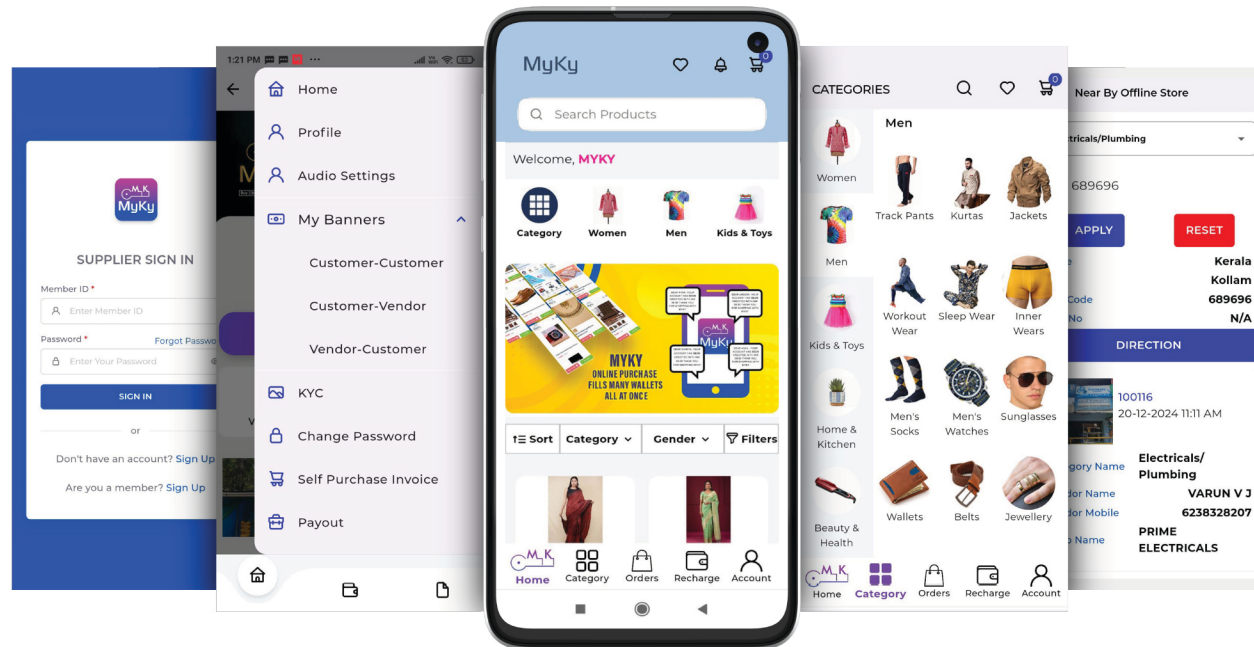 M K
MyKy
SUPPLIER SIGN IN
Member ID *
Enter Member ID
Password *
Enter Your Password
SIGN IN
or
Don't have an account? Sign Up
Are you a member? Sign Up
1:21 PM
Home
Profile
Audio Settings
My Banners
Customer-Customer
Customer-Vendor
Vendor-Customer
KYC
Change Password
Self Purchase Invoice
Payout
MyKy
0
Search Products
Welcome, MYKY
Category
Women
Men
Kids & Toys
M K
MyKy
MYKY
ONLINE PURCHASE
FILLS MANY WALLETS
ALL AT ONCE
Sort
Category
Gender
Filters
M K
Home
Category
Orders
Recharge
Account
CATEGORIES
0
Women
Men
Kids & Toys
Home &
Kitchen
Beauty &
Health
Men
Track Pants
Kurtas
Jackets
Workout
Wear
Sleep Wear
Inner
Wears
Men's
Socks
Men's
Watches
Sunglasses
Wallets
Belts
Jewellery
M K
Home
Category
Orders
Recharge
Account
Near By Offline Store
tricals/Plumbing
689696
APPLY
RESET
Kerala
Kollam
Code
689696
No
N/A
DIRECTION
100116
20-12-2024 11:11 AM
gory Name
Electricals/
Plumbing
dor Name
VARUN V J
dor Mobile
6238328207
Name
PRIME
ELECTRICALS